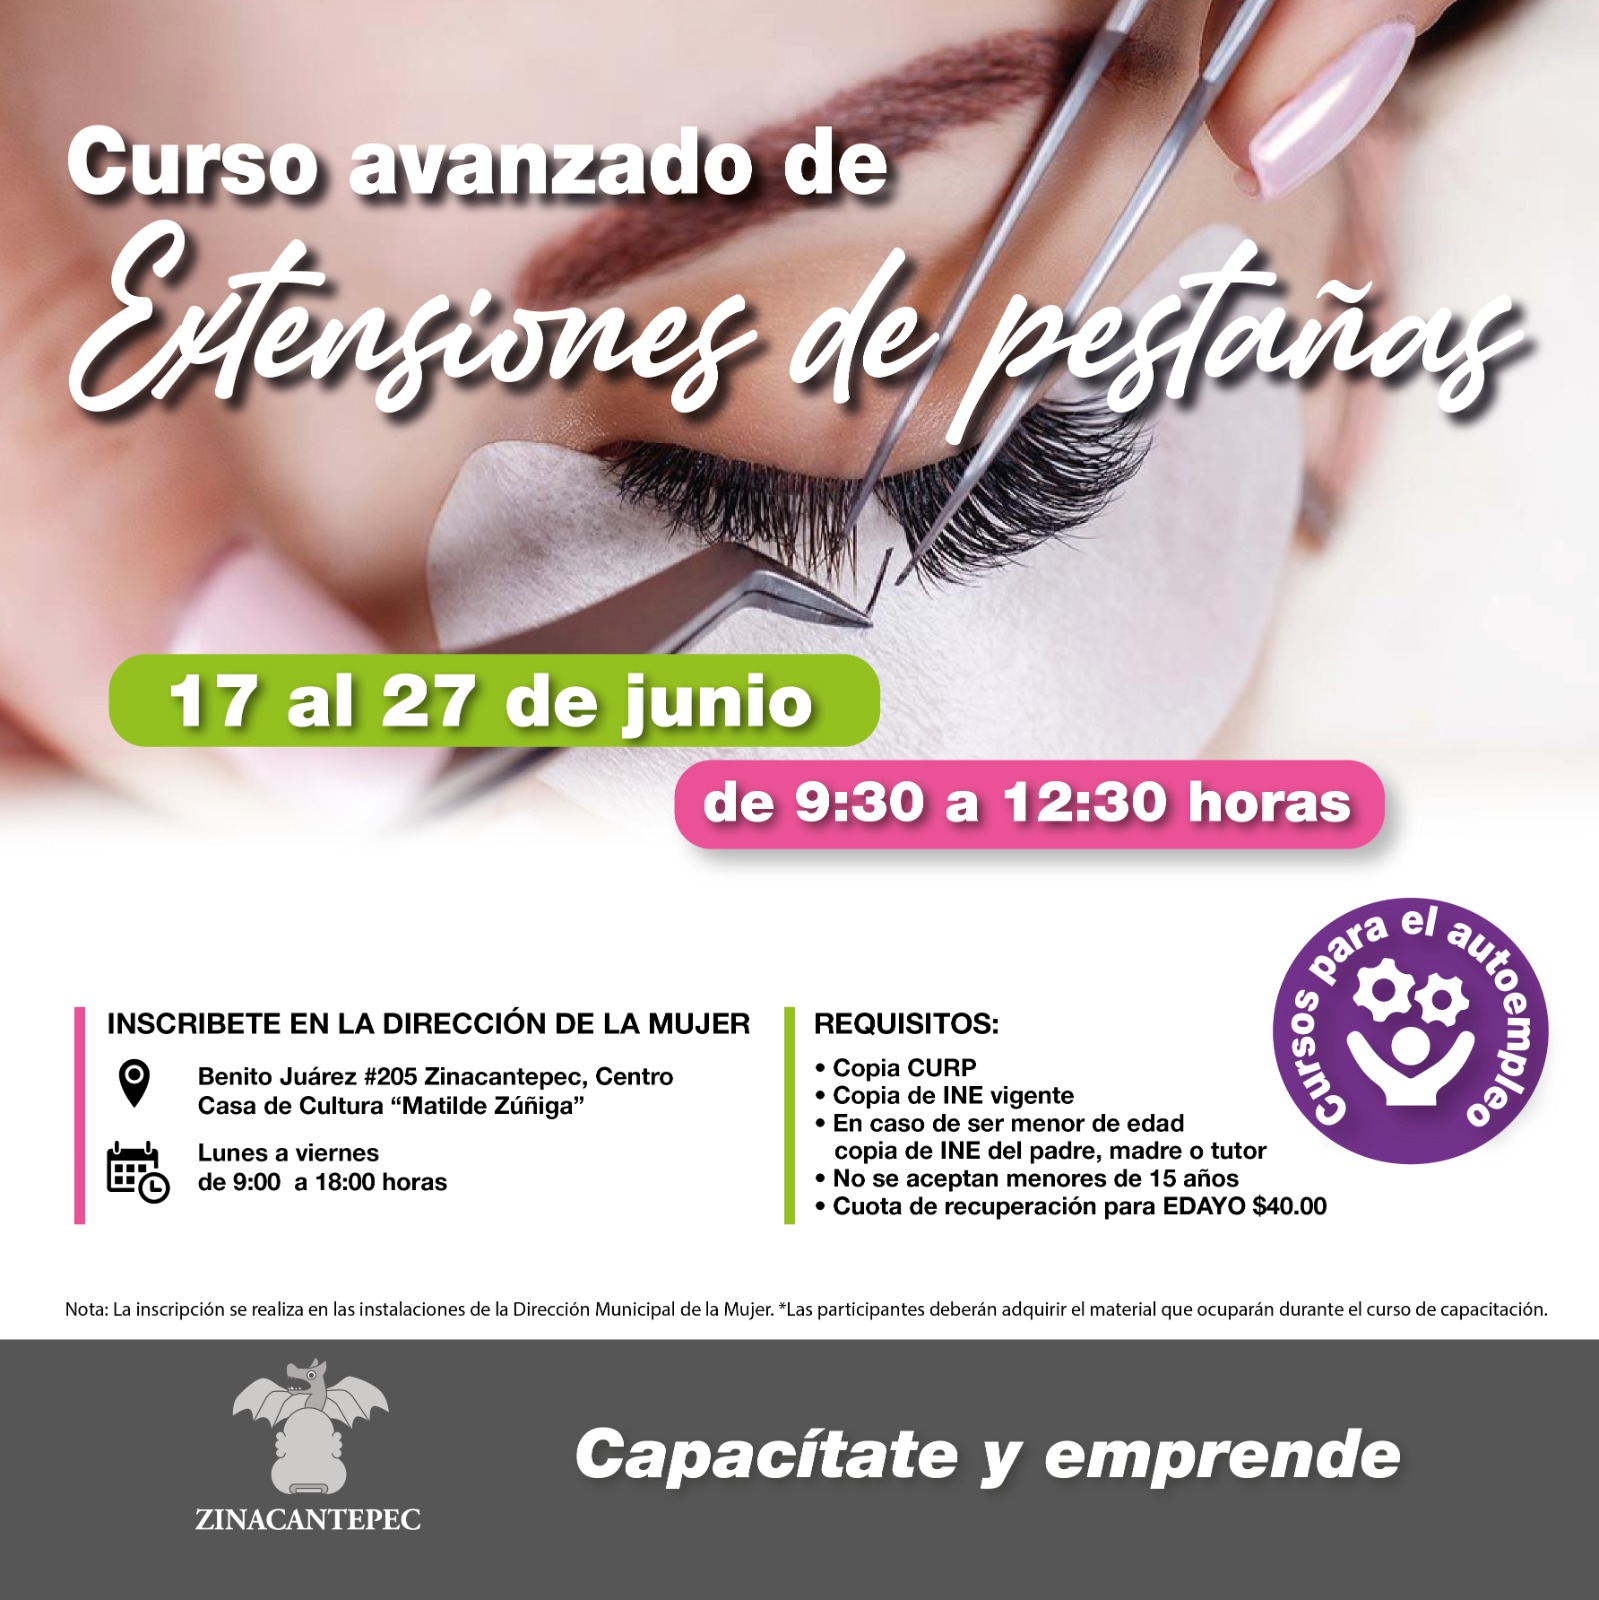 Curso avanzado de
Extensiones de pestañas
17 al 27 de junio
de 9:30 a 12:30 horas
Cursos para el autoempleo
INSCRIBETE EN LA DIRECCIÓN DE LA MUJER
Benito Juárez #205 Zinacantepec, Centro
Casa de Cultura “Matilde Zúñiga”
Lunes a viernes
de 9:00 a 18:00 horas
REQUISITOS:
• Copia CURP
• Copia de INE vigente
• En caso de ser menor de edad
copia de INE del padre, madre o tutor
• No se aceptan menores de 15 años
• Cuota de recuperación para EDAYO $40.00
Nota: La inscripción se realiza en las instalaciones de la Dirección Municipal de la Mujer. *Las participantes deberán adquirir el material que ocuparán durante el curso de capacitación.
ZINACANTEPEC
Capacítate y emprende